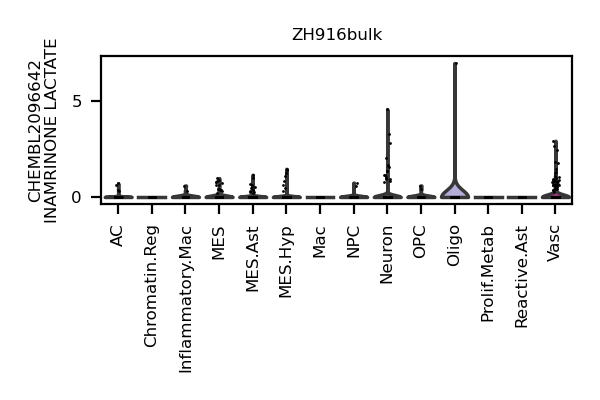 ZH916bulk
CHEMBL2096642
INAMRINONE LACTATE
5
0
AC
Chromatin.Reg
Inflammatory.Mac
MES
MES.Ast
MES.Hyp
Mac
NPC
Neuron
OPC
Oligo
Prolif.Metab
Reactive.Ast
Vasc